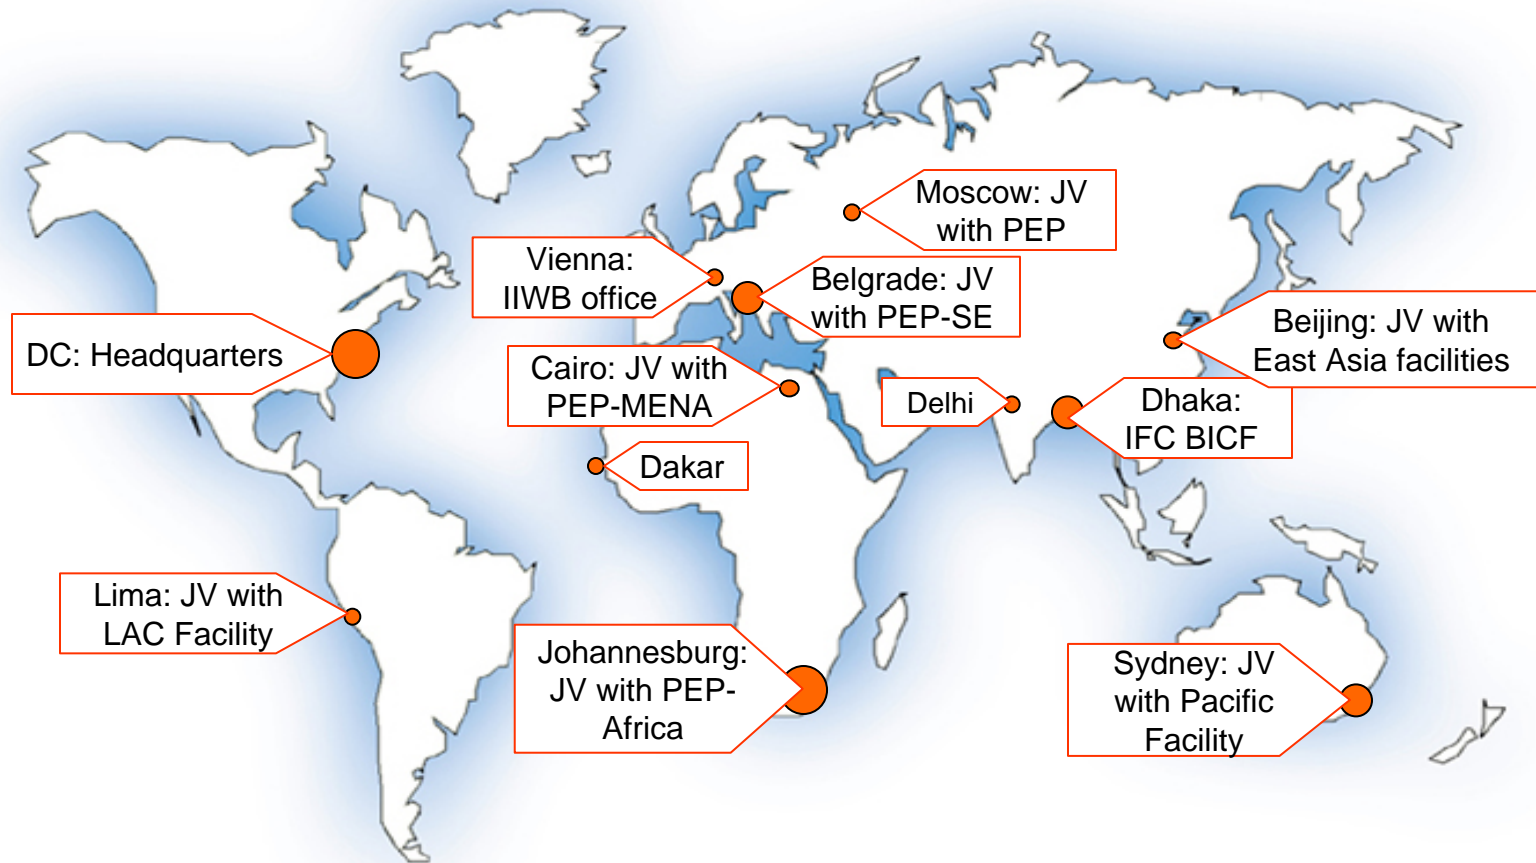 Moscow: JV
with PEP
Vienna:
IIWB office
Belgrade: JV
with PEP-SE
Beijing: JV with
East Asia facilities
DC: Headquarters
Cairo: JV with
PEP-MENA
Delhi
Dhaka:
IFC BICF
Dakar
Lima: JV with
LAC Facility
Johannesburg:
JV with PEP-
Africa
Sydney: JV
with Pacific
Facility